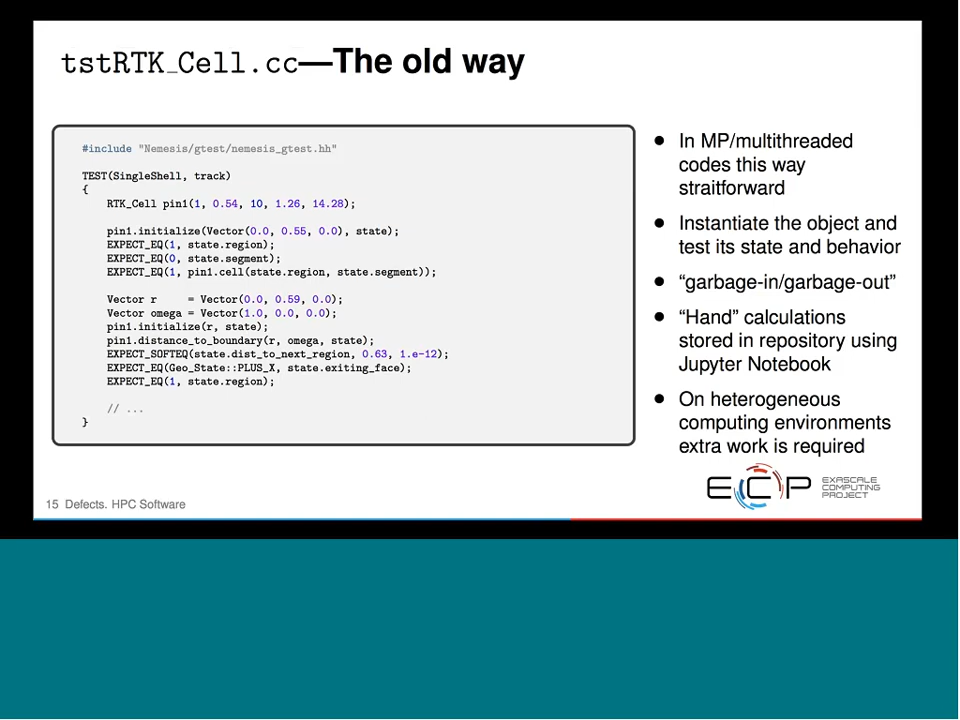 tstRTK_Cell.cc—The old way
#include "Nemesis/gtest/nemesis_gtest.hh"
TEST(SingleShell, track)
{
RTK_Cell pin1(1, 0.54, 10, 1.26, 14.28);
pin1.initialize(Vector(0.0, 0.55, 0.0), state);
EXPECT_EQ(1, state.region);
EXPECT_EQ(0, state.segment);
EXPECT_EQ(1, pin1.cell(state.region, state.segment));
Vector r     = Vector(0.0, 0.59, 0.0);
Vector omega = Vector(1.0, 0.0, 0.0);
pin1.initialize(r, state);
pin1.distance_to_boundary(r, omega, state);
EXPECT_SOFTEQ(state.dist_to_next_region, 0.63, 1.e-12);
EXPECT_EQ(Geo_State::PLUS_X, state.exiting_face);
EXPECT_EQ(1, state.region);
// ...
}
• In MP/multithreaded
codes this way
straitforward
• Instantiate the object and
test its state and behavior
• “garbage-in/garbage-out”
• “Hand” calculations
stored in repository using
Jupyter Notebook
• On heterogeneous
computing environments
extra work is required
ECP
EXASCALE
COMPUTING
PROJECT
15 Defects. HPC Software